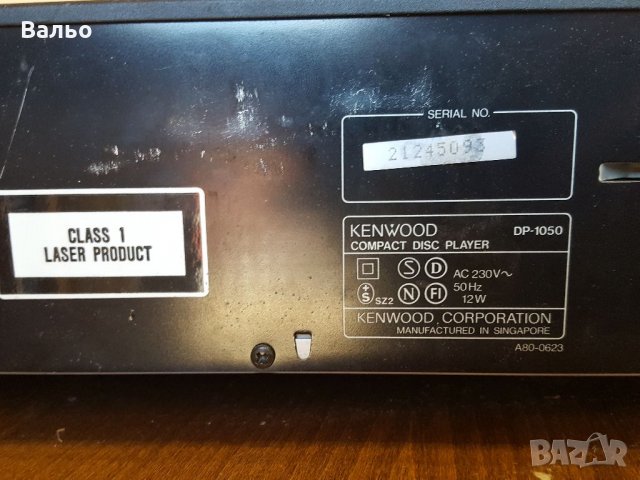 Вальо
SERIAL NO.
21245093
CLASS 1
LASER PRODUCT
KENWOOD DP-1050
COMPACT DISC PLAYER
S D AC 230V~
50Hz
S SZ2 N FI 12W
KENWOOD CORPORATION
MANUFACTURED IN SINGAPORE
A80-0623
BAZAR